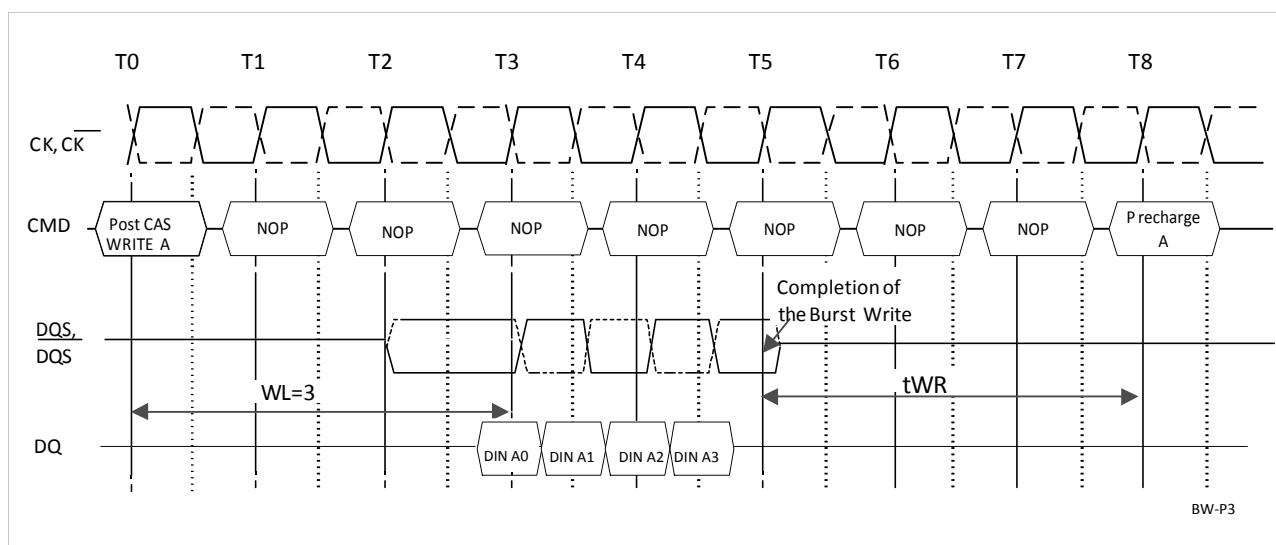 T0 T1 T2 T3 T4 T5 T6 T7 T8
CK, CK
CMD
Post CAS
WRITE A
NOP NOP NOP NOP NOP NOP NOP
Precharge
A
Completion of
the Burst Write
DQS,
DQS
WL=3
tWR
DQ
DIN A0 DIN A1 DIN A2 DIN A3
BW-P3